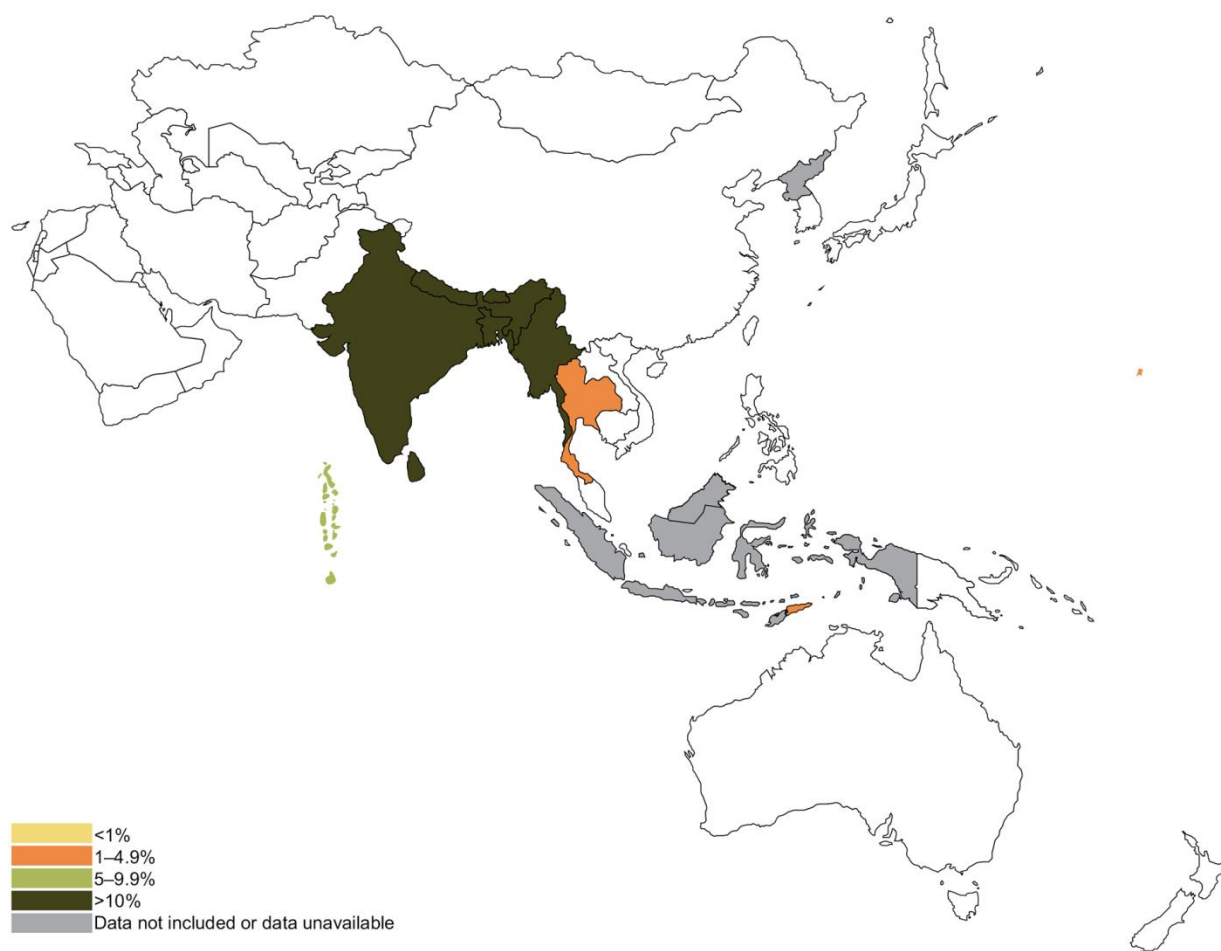 <1%
1–4.9%
5–9.9%
>10%
Data not included or data unavailable